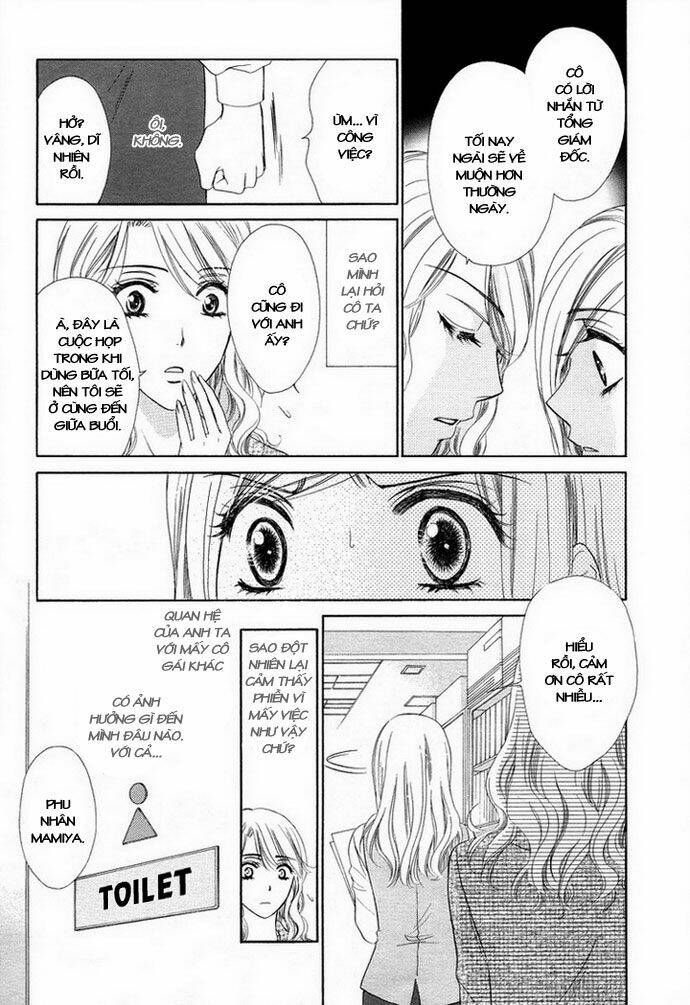 CÔ
CÓ LỜI
NHẮN TỪ
TỔNG
GIÁM
ĐỐC.
TỐI NAY
NGÀI SẼ VỀ
MUỘN HƠN
THƯỜNG
NGÀY.
ỪM... VÌ
CÔNG
VIỆC?
ÔI,
KHÔNG.
HỞ?
VÂNG, DĨ
NHIÊN
RỒI.
SAO
MÌNH
LẠI HỎI
CÔ TA
CHỨ?
CÔ
CŨNG ĐI
VỚI ANH
ẤY?
À, ĐÂY LÀ
CUỘC HỌP
TRONG KHI
DÙNG BỮA TỐI,
NÊN TÔI SẼ
Ở CÙNG ĐẾN
GIỮA BUỔI.
HIỂU
RỒI, CẢM
ƠN CÔ RẤT
NHIỀU...
SAO ĐỘT
NHIÊN LẠI
CẢM THẤY
PHIỀN VÌ
MẤY VIỆC
NHƯ VẬY
CHỨ?
QUAN HỆ
CỦA ANH TA
VỚI MẤY CÔ
GÁI KHÁC
CÓ ẢNH
HƯỞNG GÌ ĐẾN
MÌNH ĐÂU NÀO.
VỚI CẢ...
PHU
NHÂN
MAMIYA.
TOILET